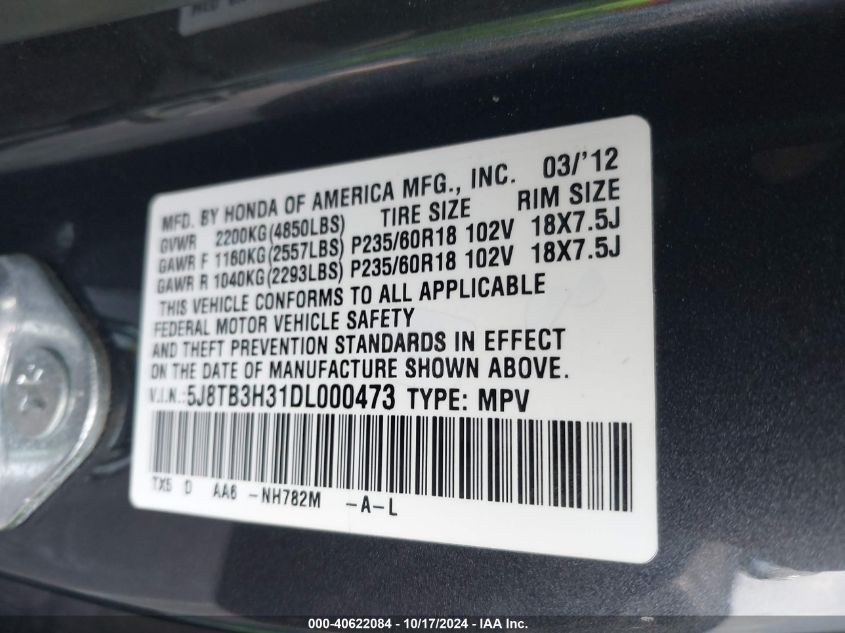 MFD. BY HONDA OF AMERICA MFG., INC. 03/'12
GVWR 2200KG(4850LBS) TIRE SIZE RIM SIZE
GAWR F 1160KG(2557LBS) P235/60R18 102V 18X7.5J
GAWR R 1040KG(2293LBS) P235/60R18 102V 18X7.5J
THIS VEHICLE CONFORMS TO ALL APPLICABLE
FEDERAL MOTOR VEHICLE SAFETY
AND THEFT PREVENTION STANDARDS IN EFFECT
ON THE DATE OF MANUFACTURE SHOWN ABOVE.
V.I.N.:5J8TB3H31DL000473 TYPE: MPV
TX5 D AA6 -NH782M -A-L
000-40622084 - 10/17/2024 - IAA Inc.